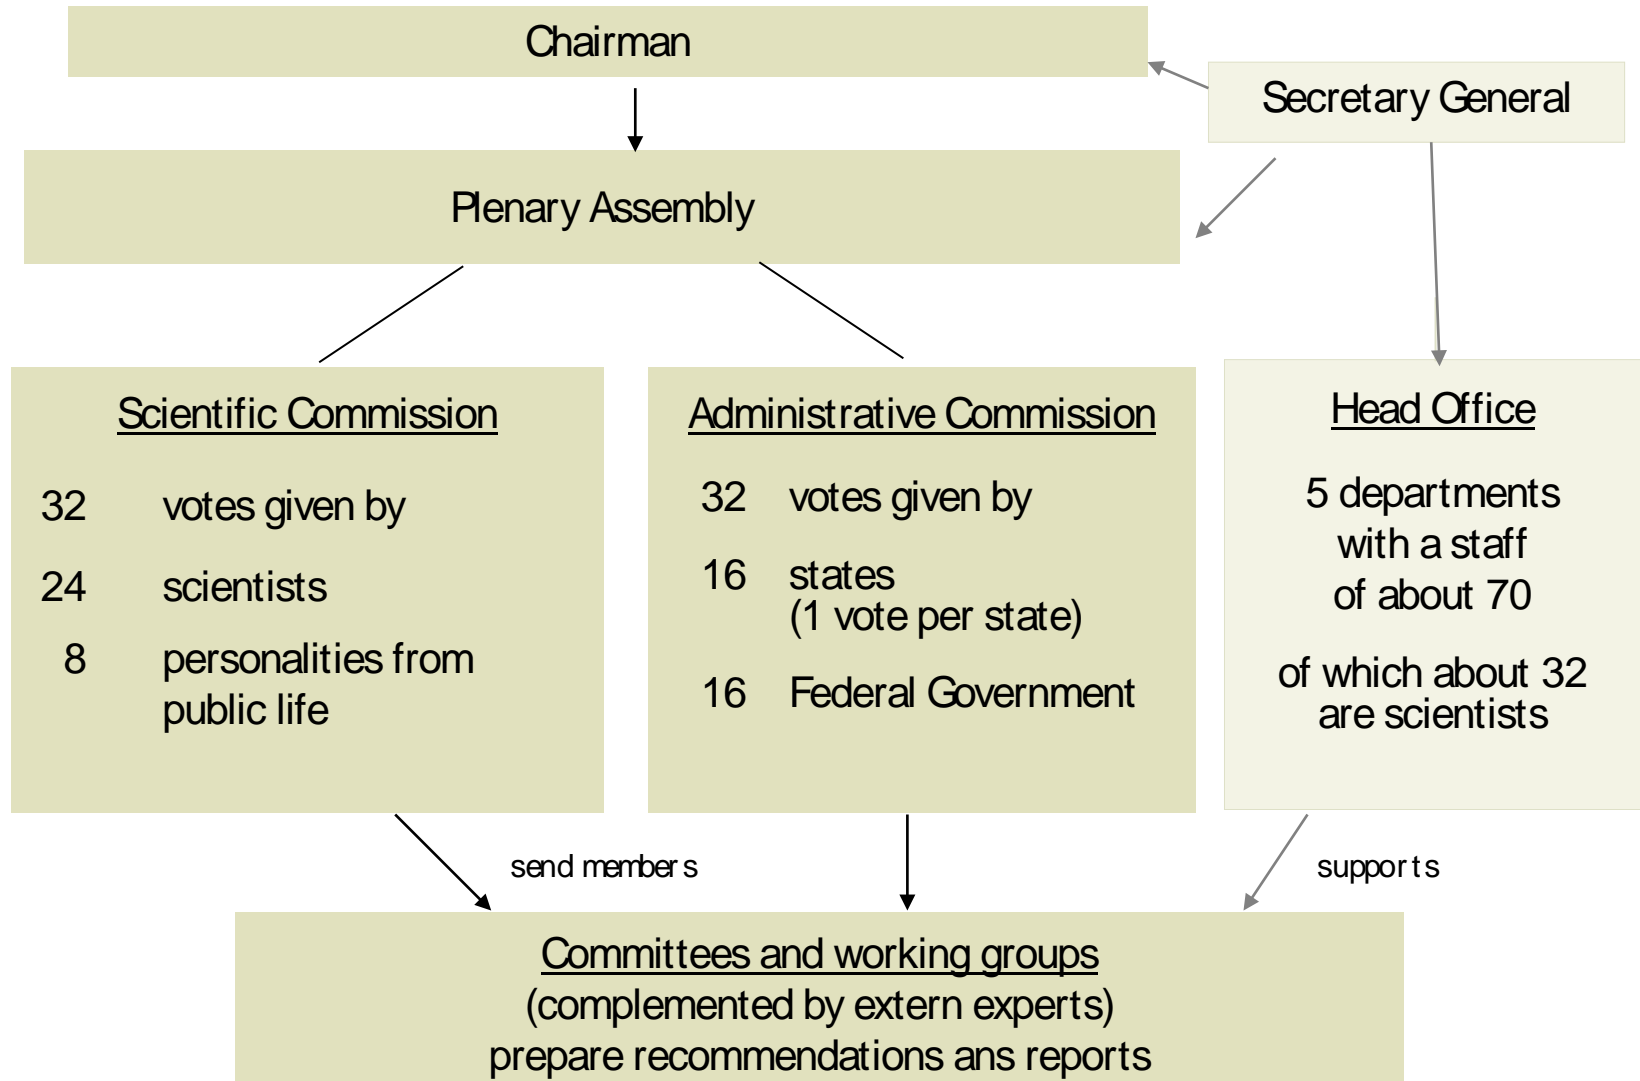 Chairman
Secretary General
Plenary Assembly
Scientific Commission
32 votes given by
24 scientists
8 personalities from
public life
Administrative Commission
32 votes given by
16 states
(1 vote per state)
16 Federal Government
Head Office
5 departments
with a staff
of about 70
of which about 32
are scientists
send members
supports
Committees and working groups
(complemented by extern experts)
prepare recommendations ans reports